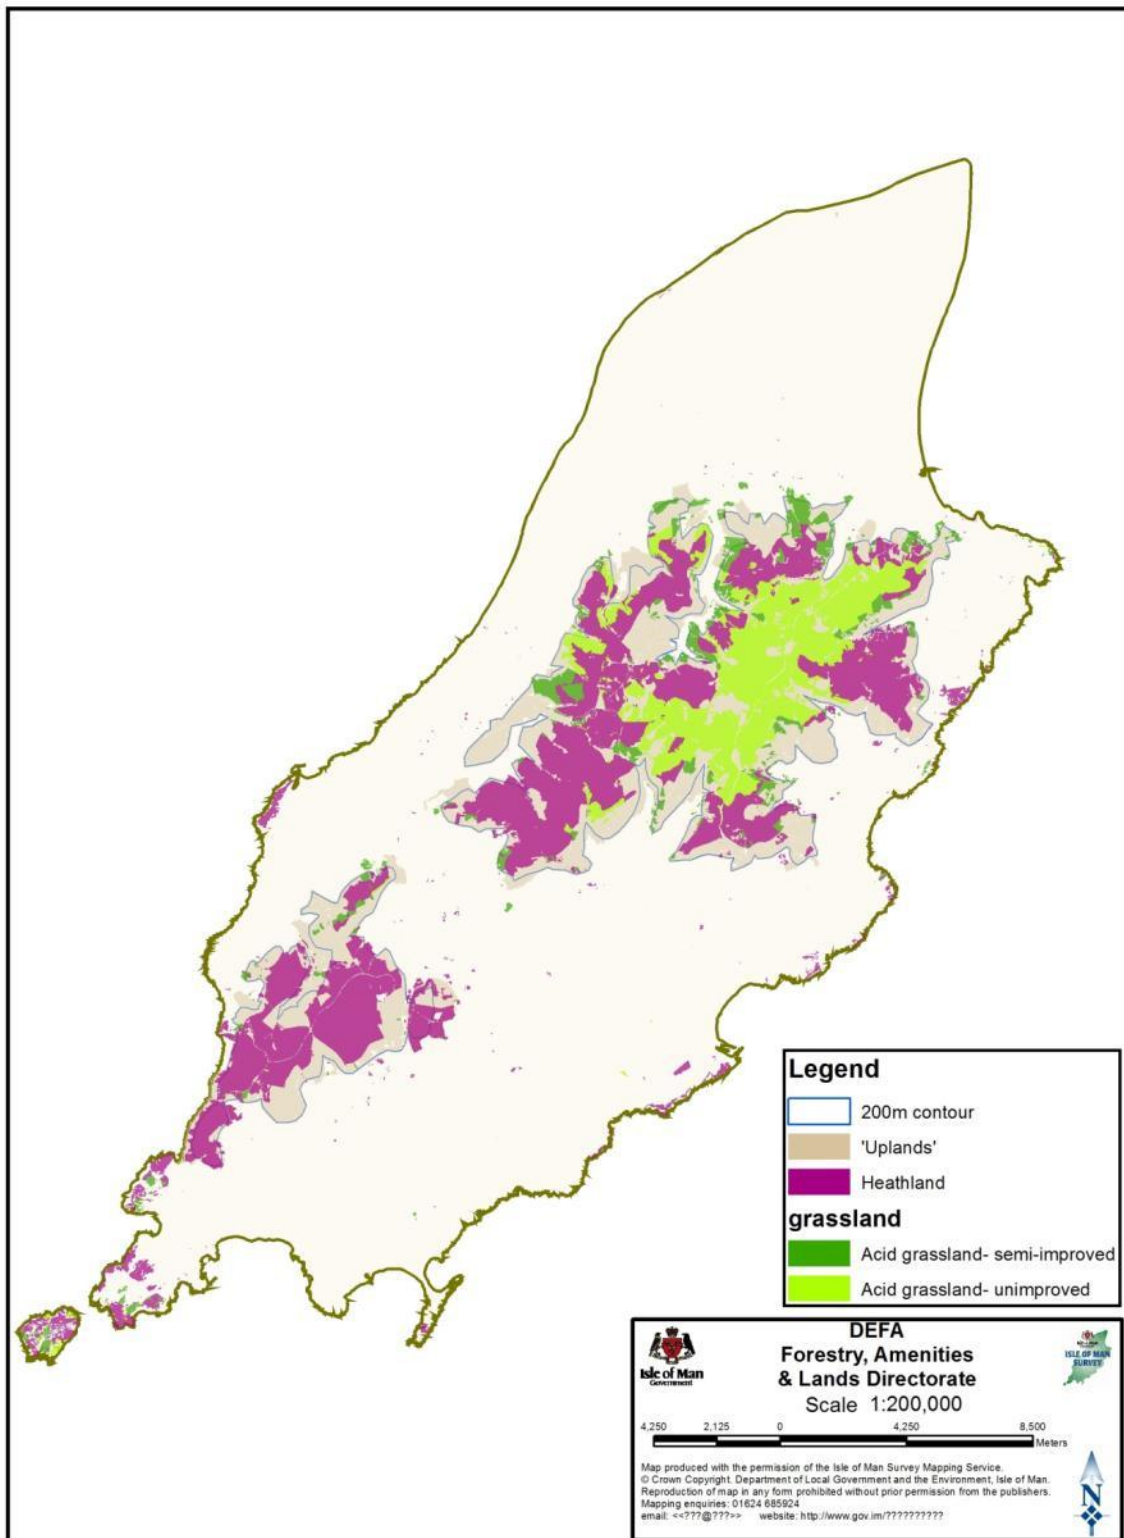 Legend
200m contour
'Uplands'
Heathland
grassland
Acid grassland- semi-improved
Acid grassland- unimproved
Isle of Man
Government
DEFA
Forestry, Amenities
& Lands Directorate
Scale 1:200,000
ISLE OF MAN
SURVEY
4,250 2,125 0 4,250 8,500
Meters
Map produced with the permission of the Isle of Man Survey Mapping Service.
© Crown Copyright. Department of Local Government and the Environment, Isle of Man.
Reproduction of map in any form prohibited without prior permission from the publishers.
Mapping enquiries: 01624 685924
email: <<???@???>> website: http://www.gov.im/??????????
N